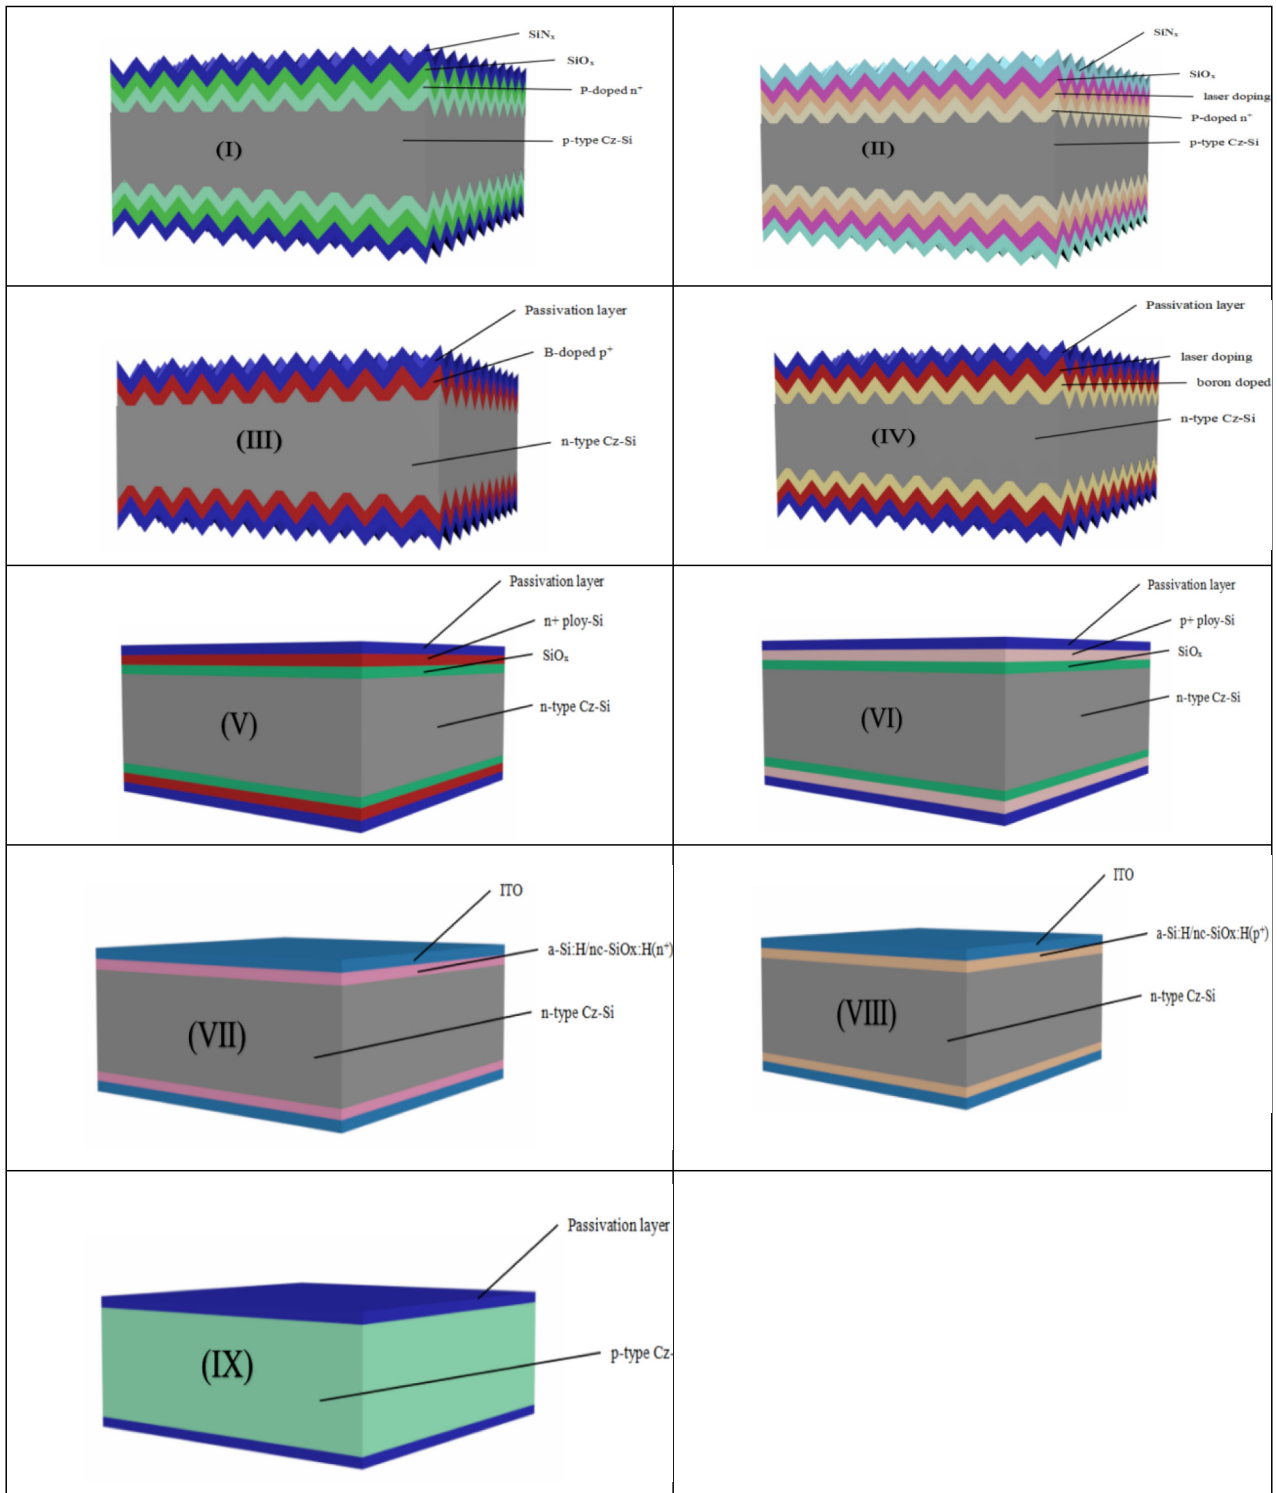 SiNₓ
SiOₓ
P-doped n⁺
p-type Cz-Si
(I)
SiNₓ
SiOₓ
laser doping
P-doped n⁺
p-type Cz-Si
(II)
Passivation layer
B-doped p⁺
n-type Cz-Si
(III)
Passivation layer
laser doping
boron doped
n-type Cz-Si
(IV)
Passivation layer
n+ ploy-Si
SiOₓ
n-type Cz-Si
(V)
Passivation layer
p+ ploy-Si
SiOₓ
n-type Cz-Si
(VI)
ITO
a-Si:H/nc-SiOx:H(n⁺)
n-type Cz-Si
(VII)
ITO
a-Si:H/nc-SiOx:H(p⁺)
n-type Cz-Si
(VIII)
Passivation layer
p-type Cz-
(IX)